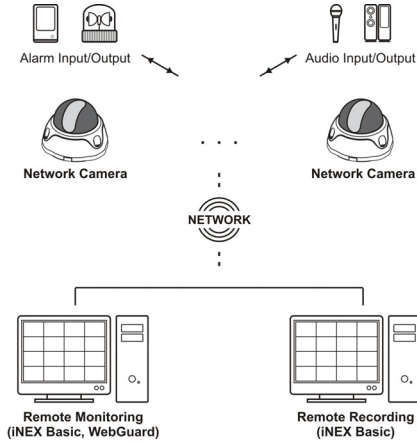 Alarm Input/Output
Audio Input/Output
Network Camera
Network Camera
NETWORK
Remote Monitoring
(iNEX Basic, WebGuard)
Remote Recording
(iNEX Basic)